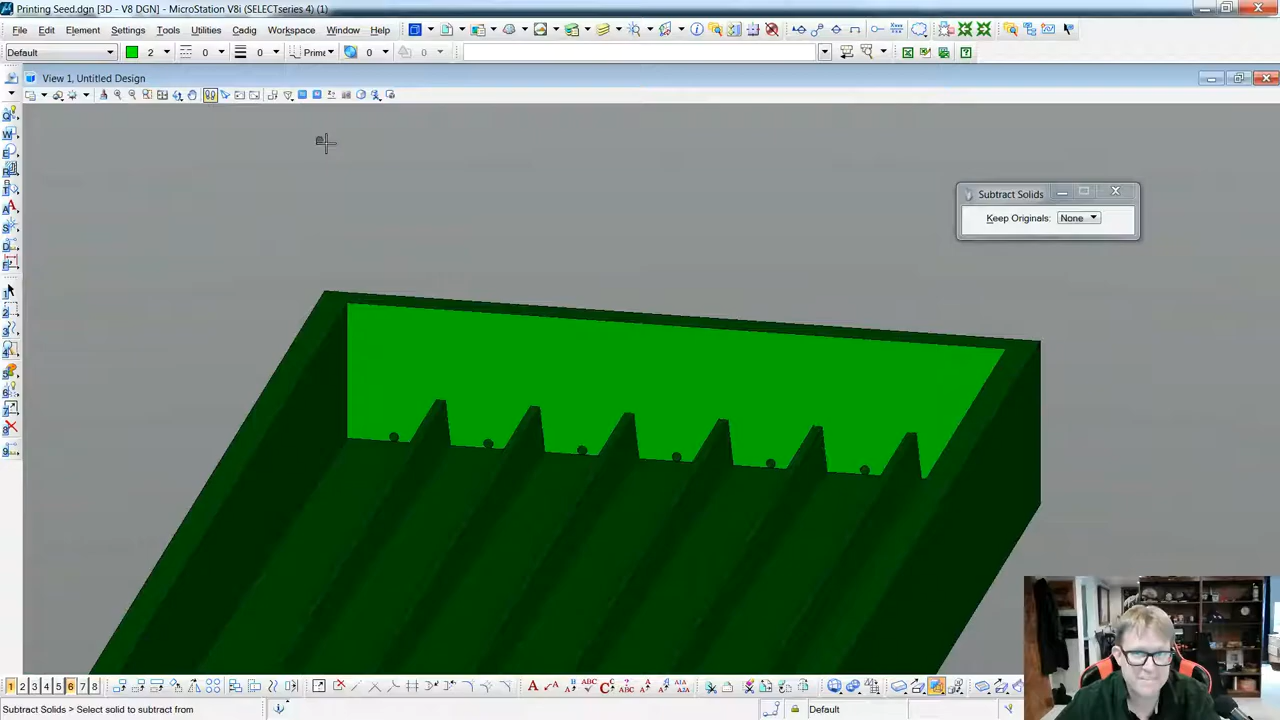 Printing Seed.dgn [3D - V8 DGN] - MicroStation V8i (SELECTseries 4) (1)
File Edit Element Settings Tools Utilities Cadig Workspace Window Help
Default 2 0 0 Prima 0 0
View 1, Untitled Design
Subtract Solids
Keep Originals: None
1 2 3 4 5 6 7 8
Subtract Solids > Select solid to subtract from
Default